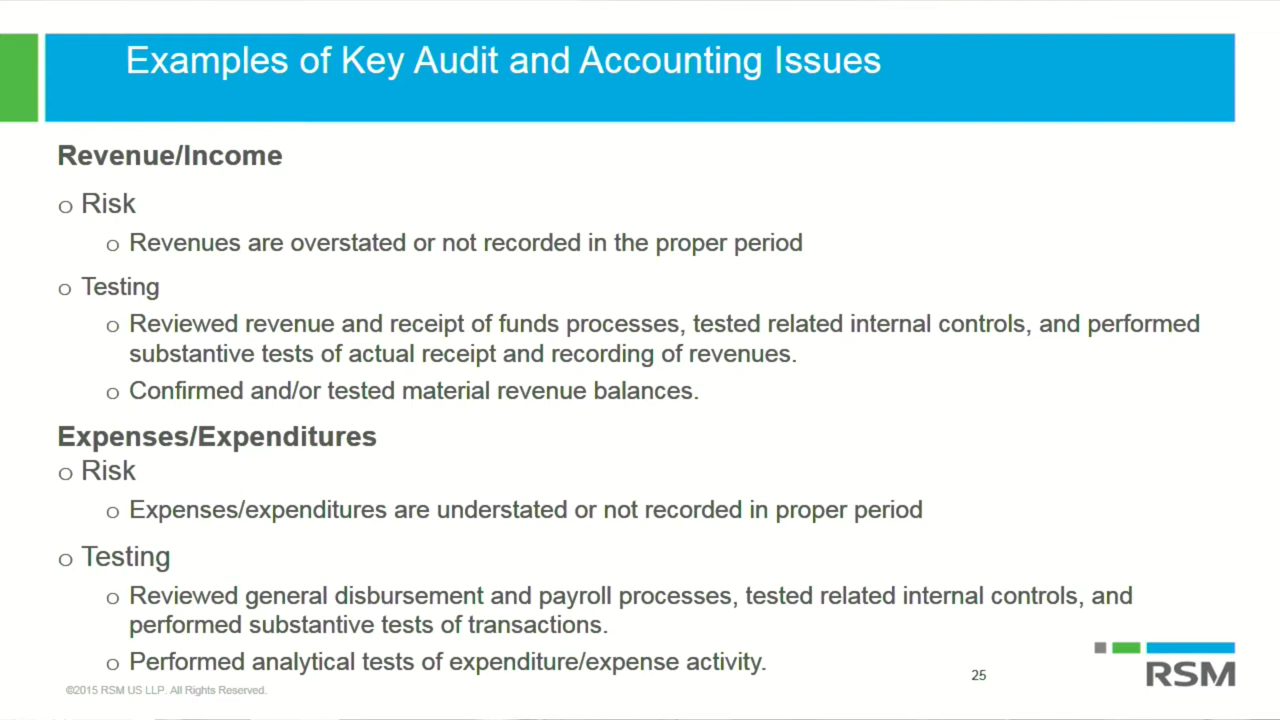 Examples of Key Audit and Accounting Issues
Revenue/Income
o Risk
o Revenues are overstated or not recorded in the proper period
o Testing
o Reviewed revenue and receipt of funds processes, tested related internal controls, and performed
substantive tests of actual receipt and recording of revenues.
o Confirmed and/or tested material revenue balances.
Expenses/Expenditures
o Risk
o Expenses/expenditures are understated or not recorded in proper period
o Testing
o Reviewed general disbursement and payroll processes, tested related internal controls, and
performed substantive tests of transactions.
o Performed analytical tests of expenditure/expense activity.
25
RSM
©2015 RSM US LLP. All Rights Reserved.